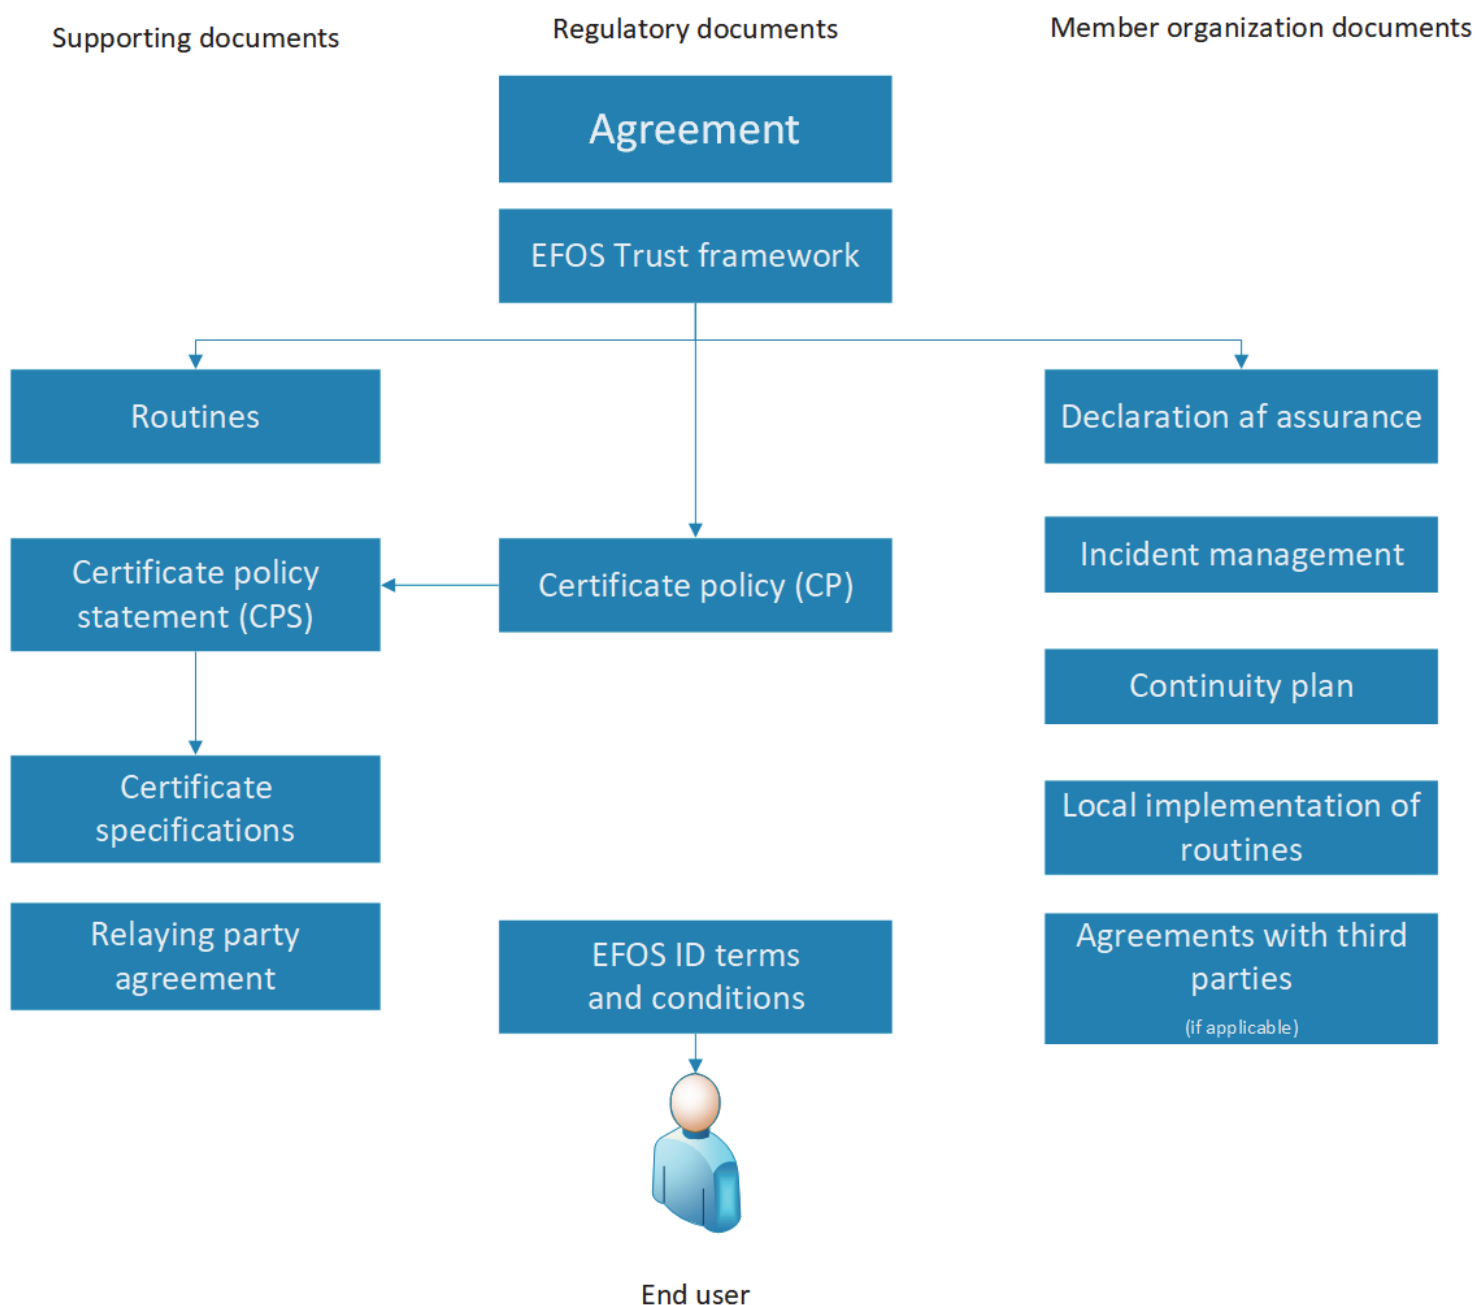 Supporting documents
Regulatory documents
Member organization documents
Agreement
EFOS Trust framework
Routines
Declaration af assurance
Certificate policy
statement (CPS)
Certificate policy (CP)
Incident management
Continuity plan
Certificate
specifications
Local implementation of
routines
Relaying party
agreement
EFOS ID terms
and conditions
Agreements with third
parties
(if applicable)
End user